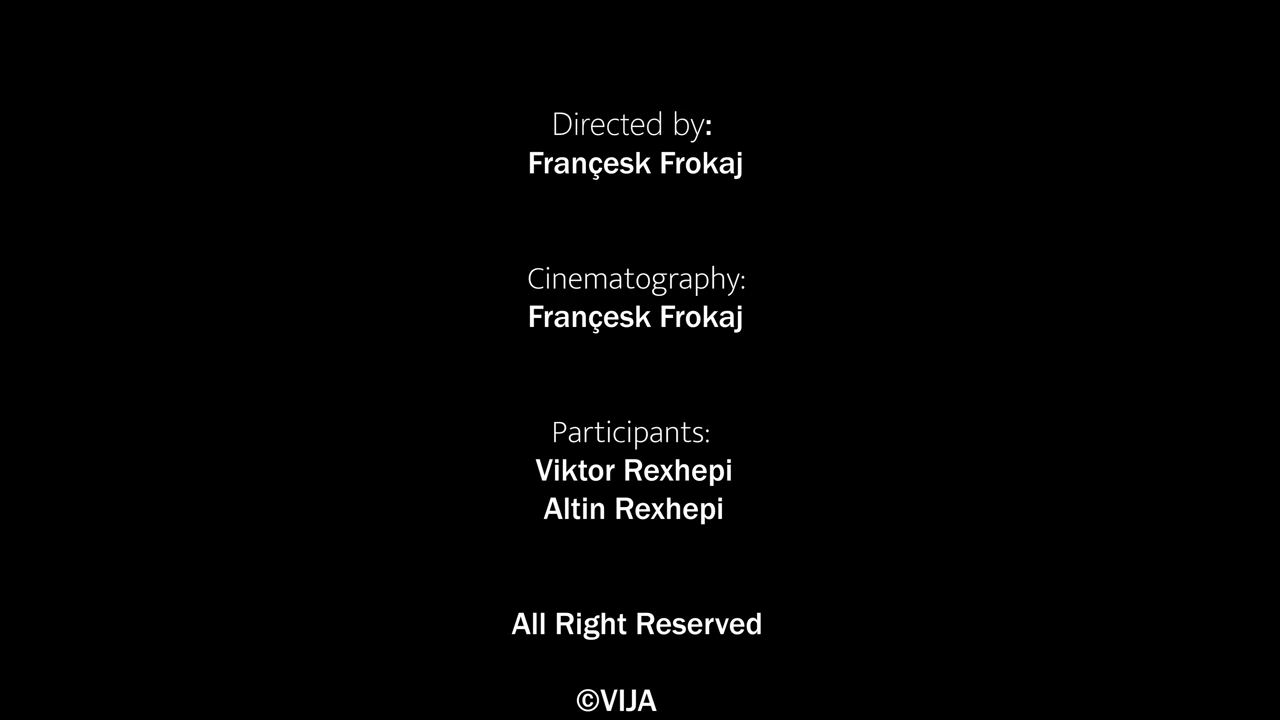 Directed by:
Françesk Frokaj
Cinematography:
Françesk Frokaj
Participants:
Viktor Rexhepi
Altin Rexhepi
All Right Reserved
©VIJA